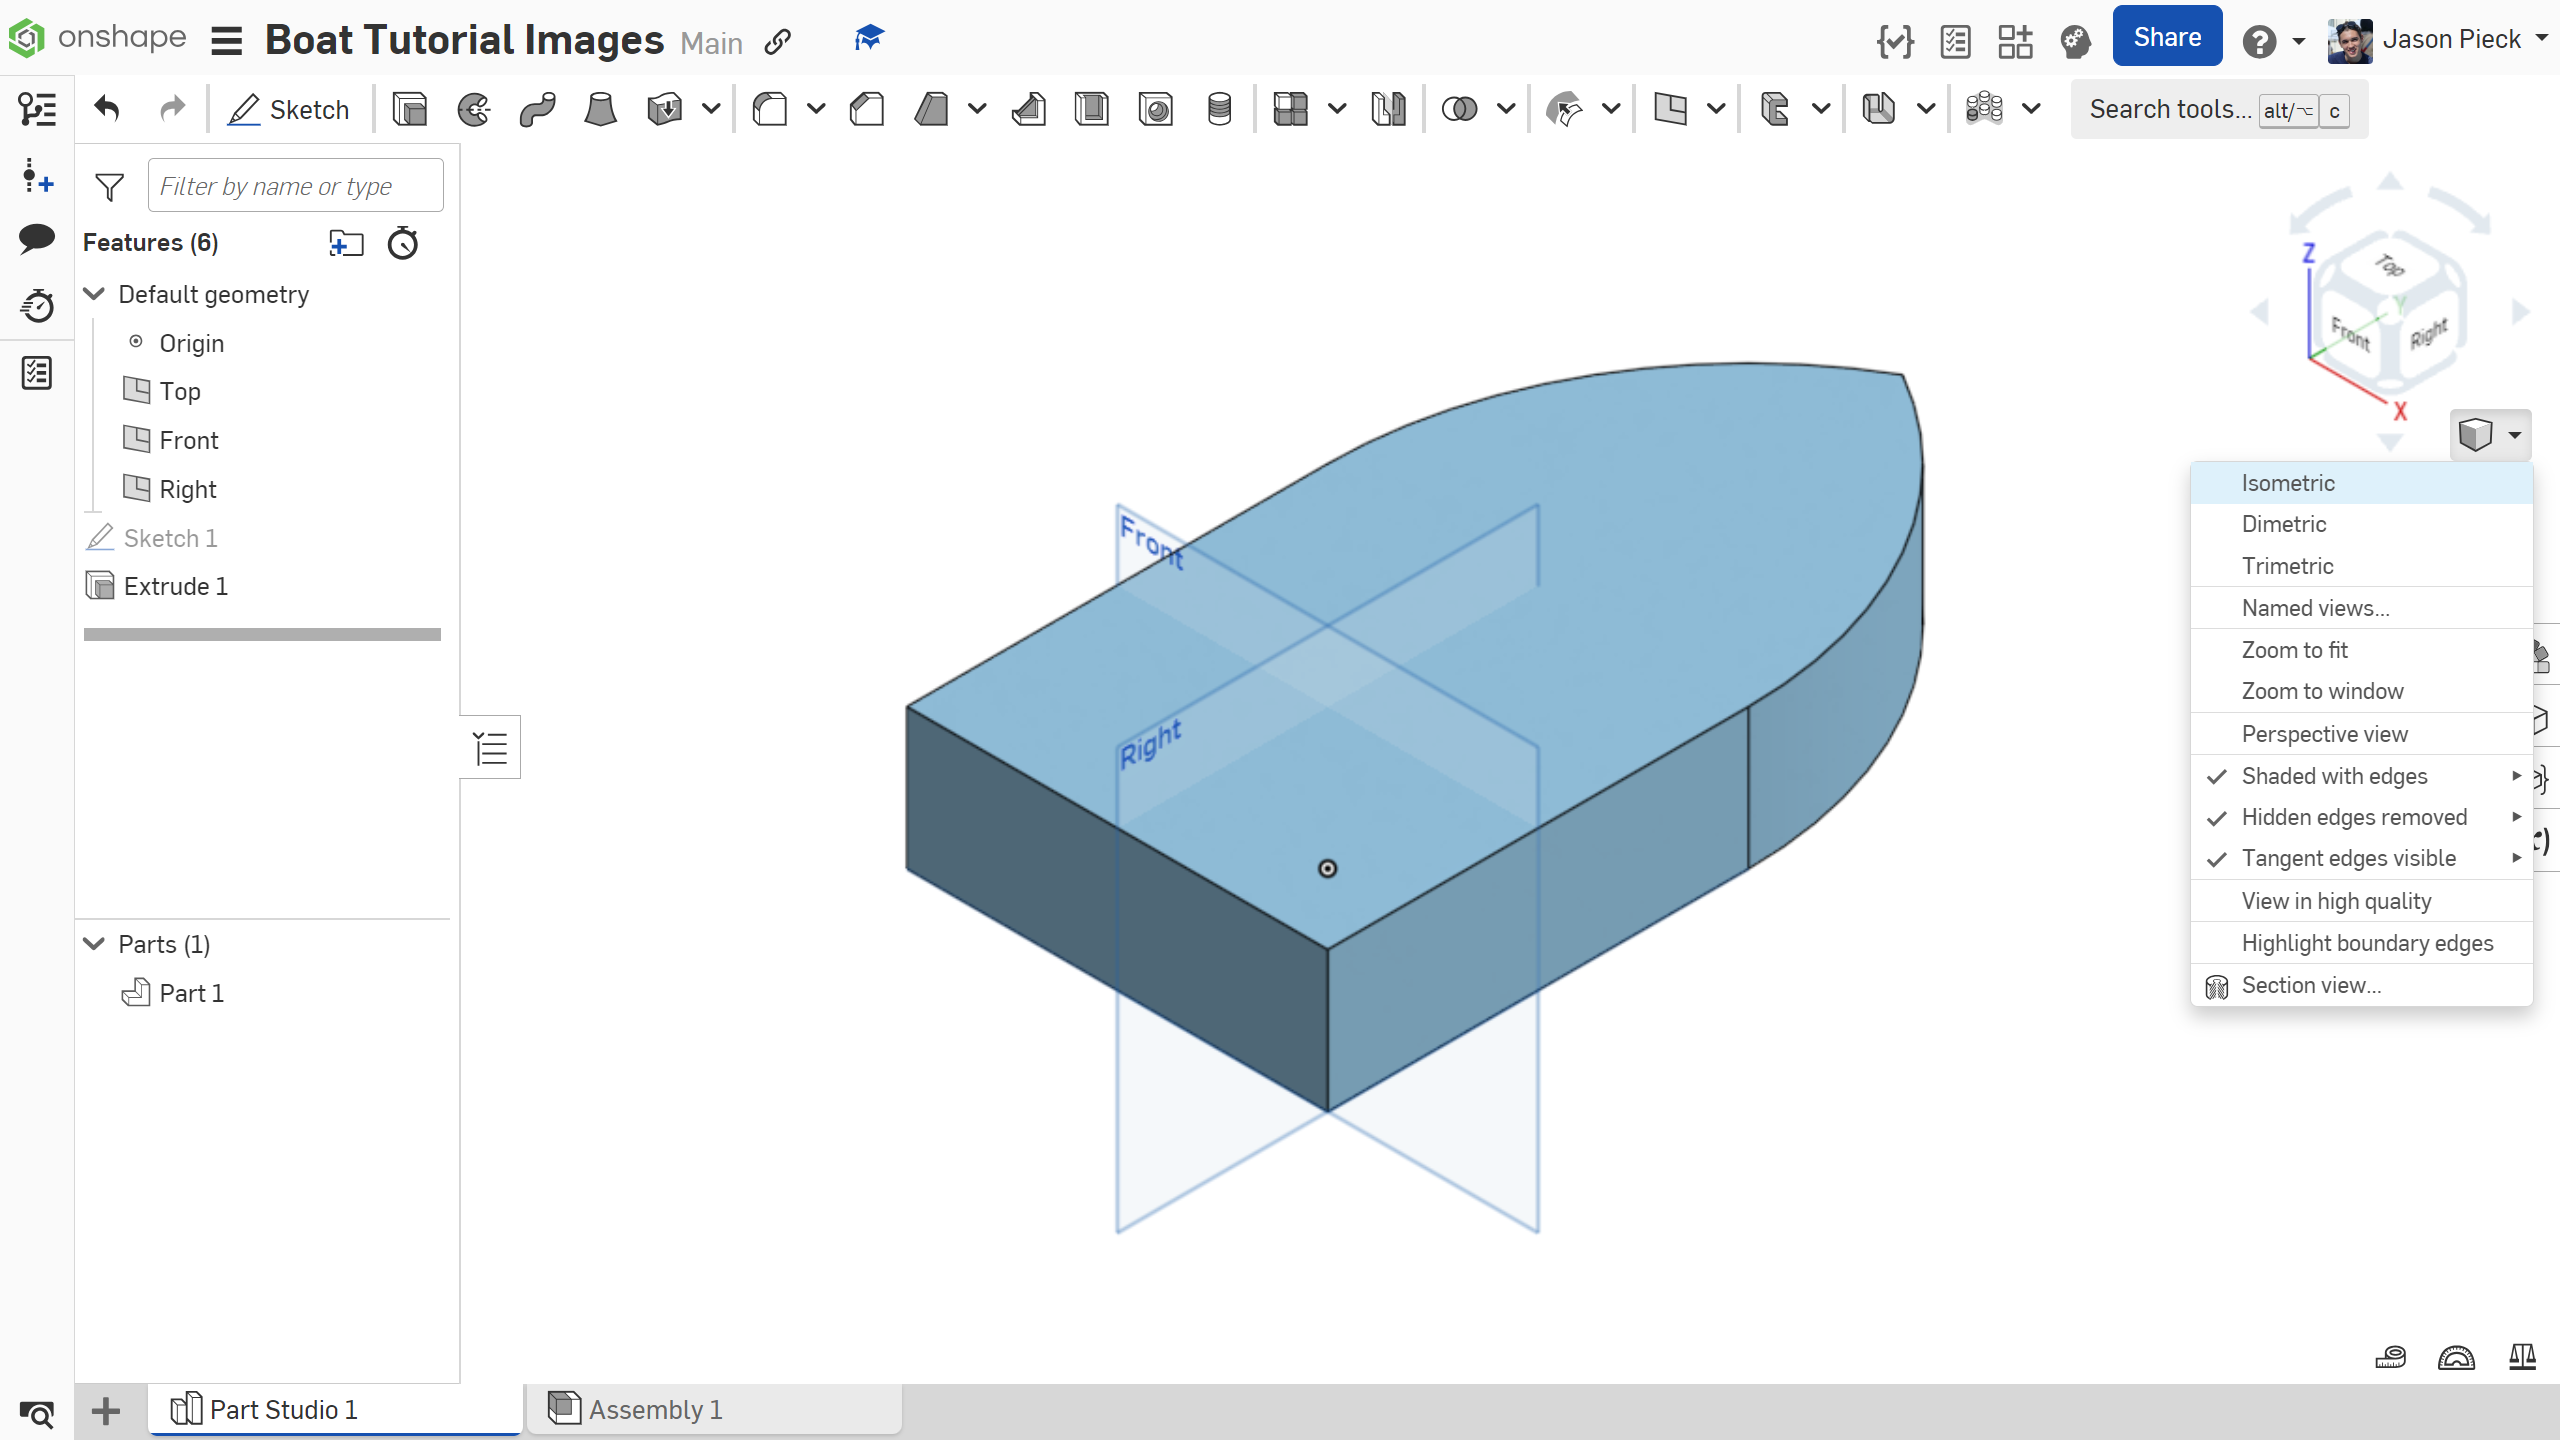 onshape Boat Tutorial Images Main Share Jason Pieck
Sketch Search tools... alt/⌥ c
Filter by name or type
Features (6)
Default geometry
Origin
Top
Front
Right
Sketch 1
Extrude 1
Parts (1)
Part 1
Front
Right
Z
Top
Y
Front
Right
X
Isometric
Dimetric
Trimetric
Named views...
Zoom to fit
Zoom to window
Perspective view
Shaded with edges
Hidden edges removed
Tangent edges visible
View in high quality
Highlight boundary edges
Section view...
Part Studio 1
Assembly 1